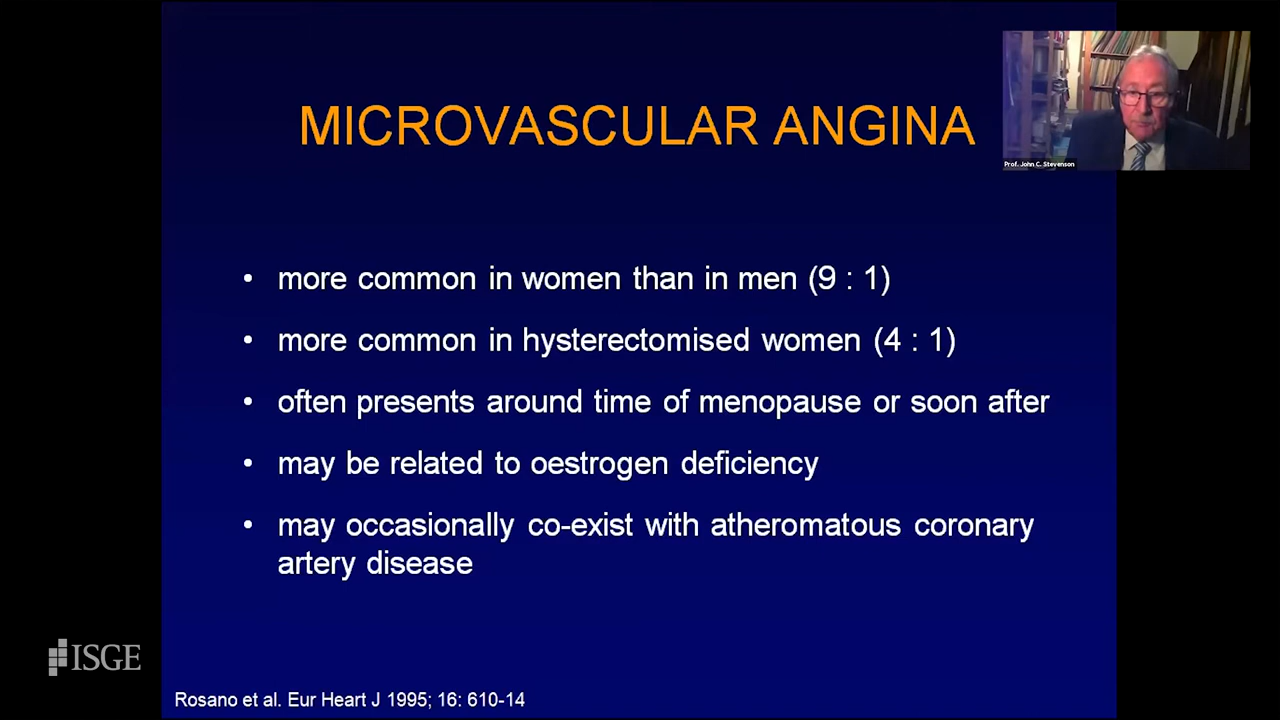 MICROVASCULAR ANGINA
Prof. John C. Stevenson
• more common in women than in men (9 : 1)
• more common in hysterectomised women (4 : 1)
• often presents around time of menopause or soon after
• may be related to oestrogen deficiency
• may occasionally co-exist with atheromatous coronary
artery disease
ISGE
Rosano et al. Eur Heart J 1995; 16: 610-14